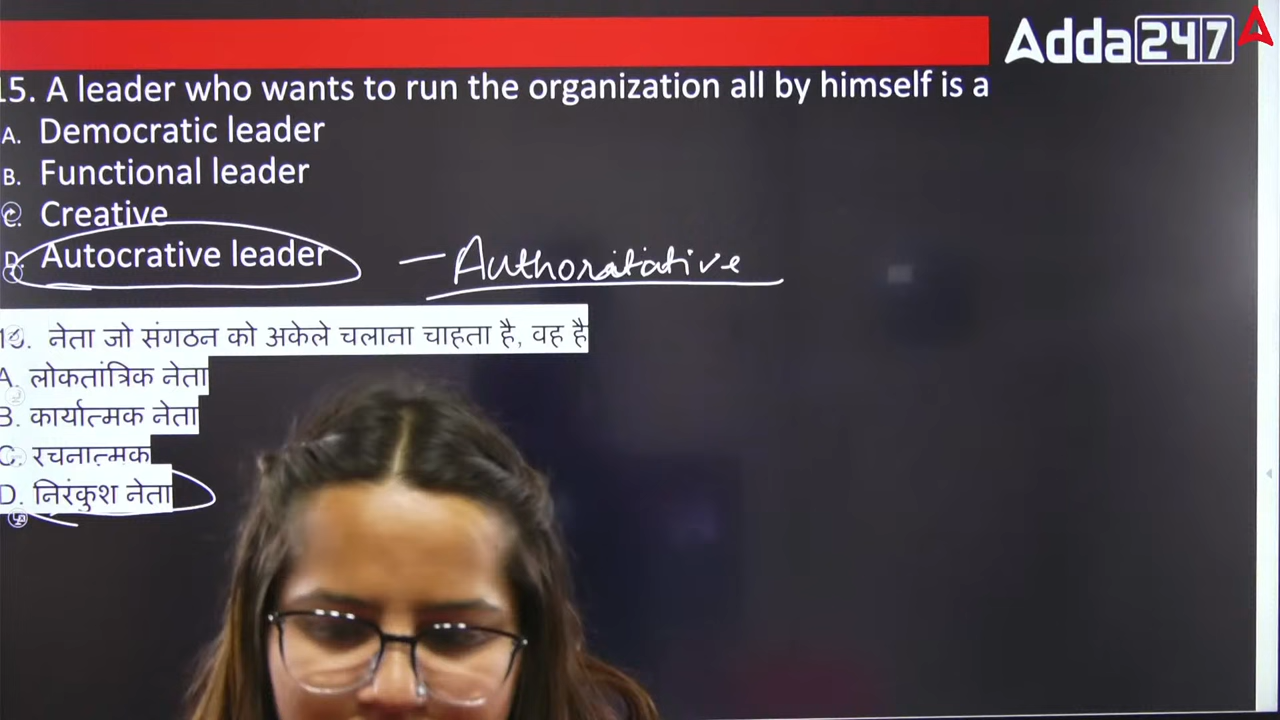 Adda247
15. A leader who wants to run the organization all by himself is a
A. Democratic leader
B. Functional leader
C. Creative
D. Autocrative leader
— Authoritative
नेता जो संगठन को अकेले चलाना चाहता है, वह है
A. लोकतांत्रिक नेता
B. कार्यात्मक नेता
C. रचनात्मक
D. निरंकुश नेता